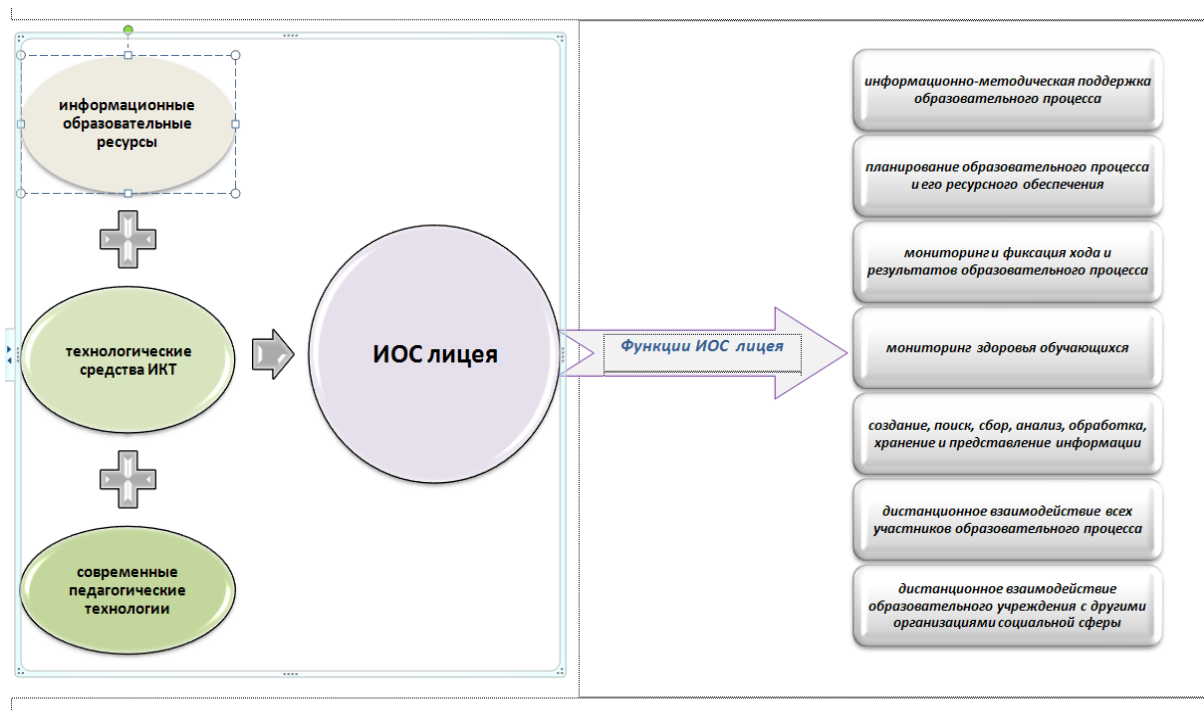 информационные
образовательные
ресурсы
технологические
средства ИКТ
современные
педагогические
технологии
ИОС лицея
Функции ИОС лицея
информационно-методическая поддержка
образовательного процесса
планирование образовательного процесса
и его ресурсного обеспечения
мониторинг и фиксация хода и
результатов образовательного процесса
мониторинг здоровья обучающихся
создание, поиск, сбор, анализ, обработка,
хранение и представление информации
дистанционное взаимодействие всех
участников образовательного процесса
дистанционное взаимодействие
образовательного учреждения с другими
организациями социальной сферы